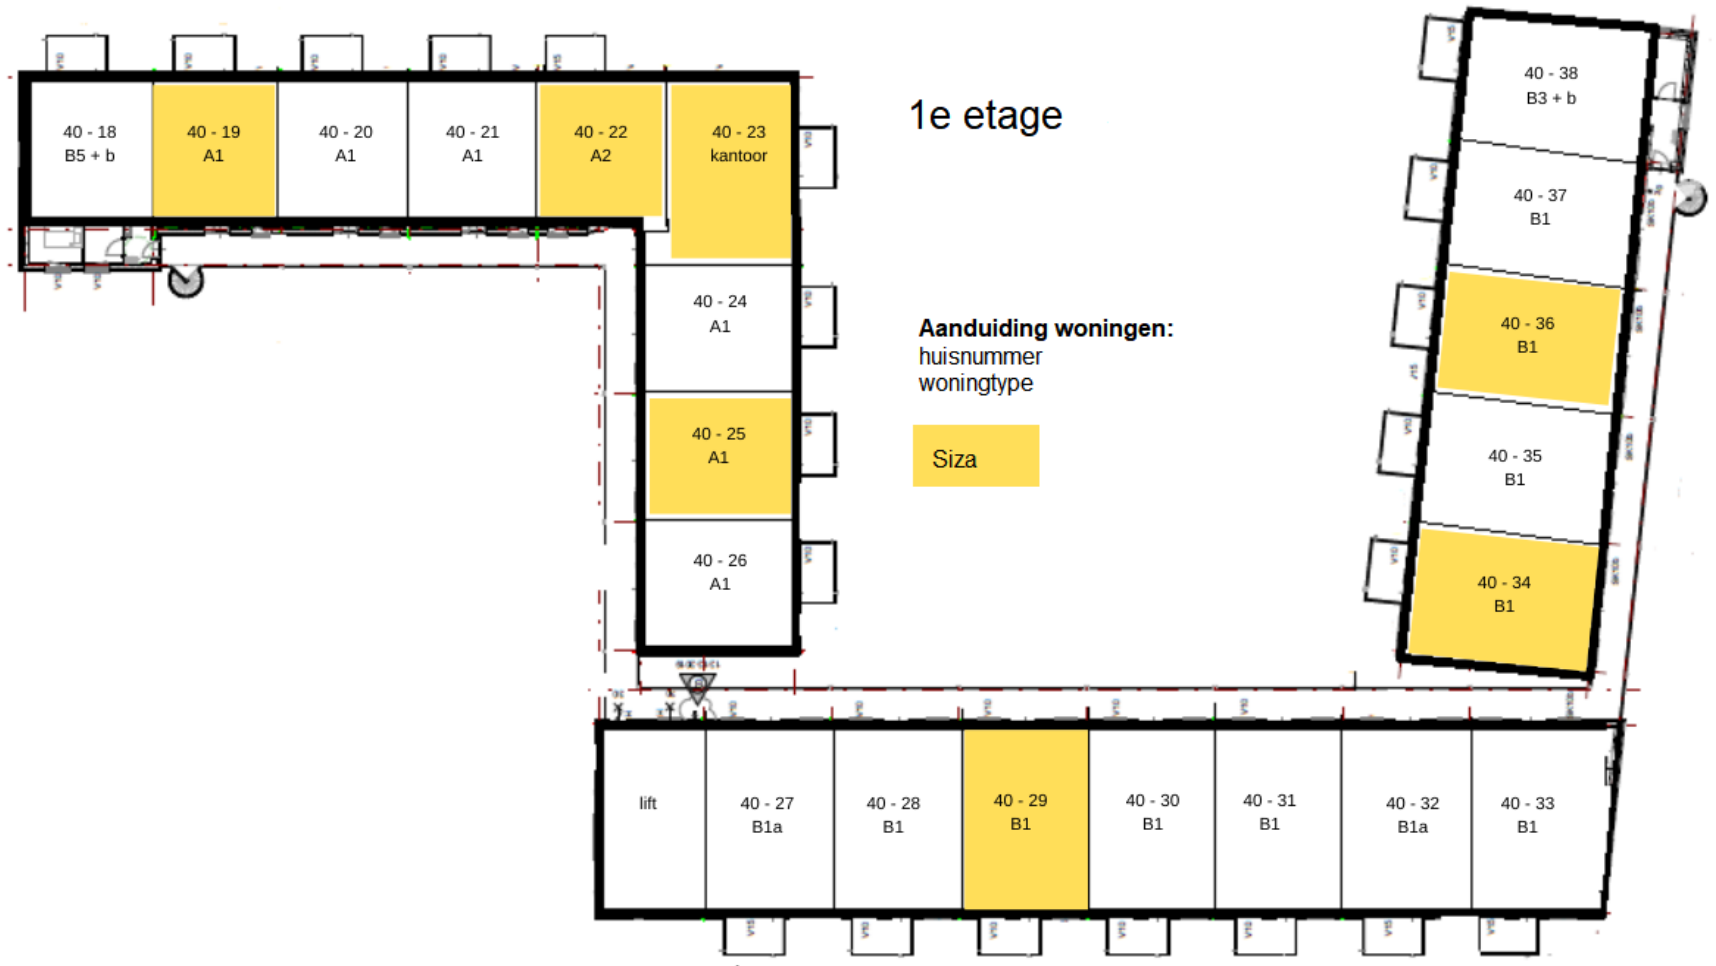 1e etage
40 - 18
B5 + b
40 - 19
A1
40 - 20
A1
40 - 21
A1
40 - 22
A2
40 - 23
kantoor
40 - 24
A1
40 - 25
A1
40 - 26
A1
Aanduiding woningen:
huisnummer
woningtype
Siza
40 - 38
B3 + b
40 - 37
B1
40 - 36
B1
40 - 35
B1
40 - 34
B1
lift
40 - 27
B1a
40 - 28
B1
40 - 29
B1
40 - 30
B1
40 - 31
B1
40 - 32
B1a
40 - 33
B1